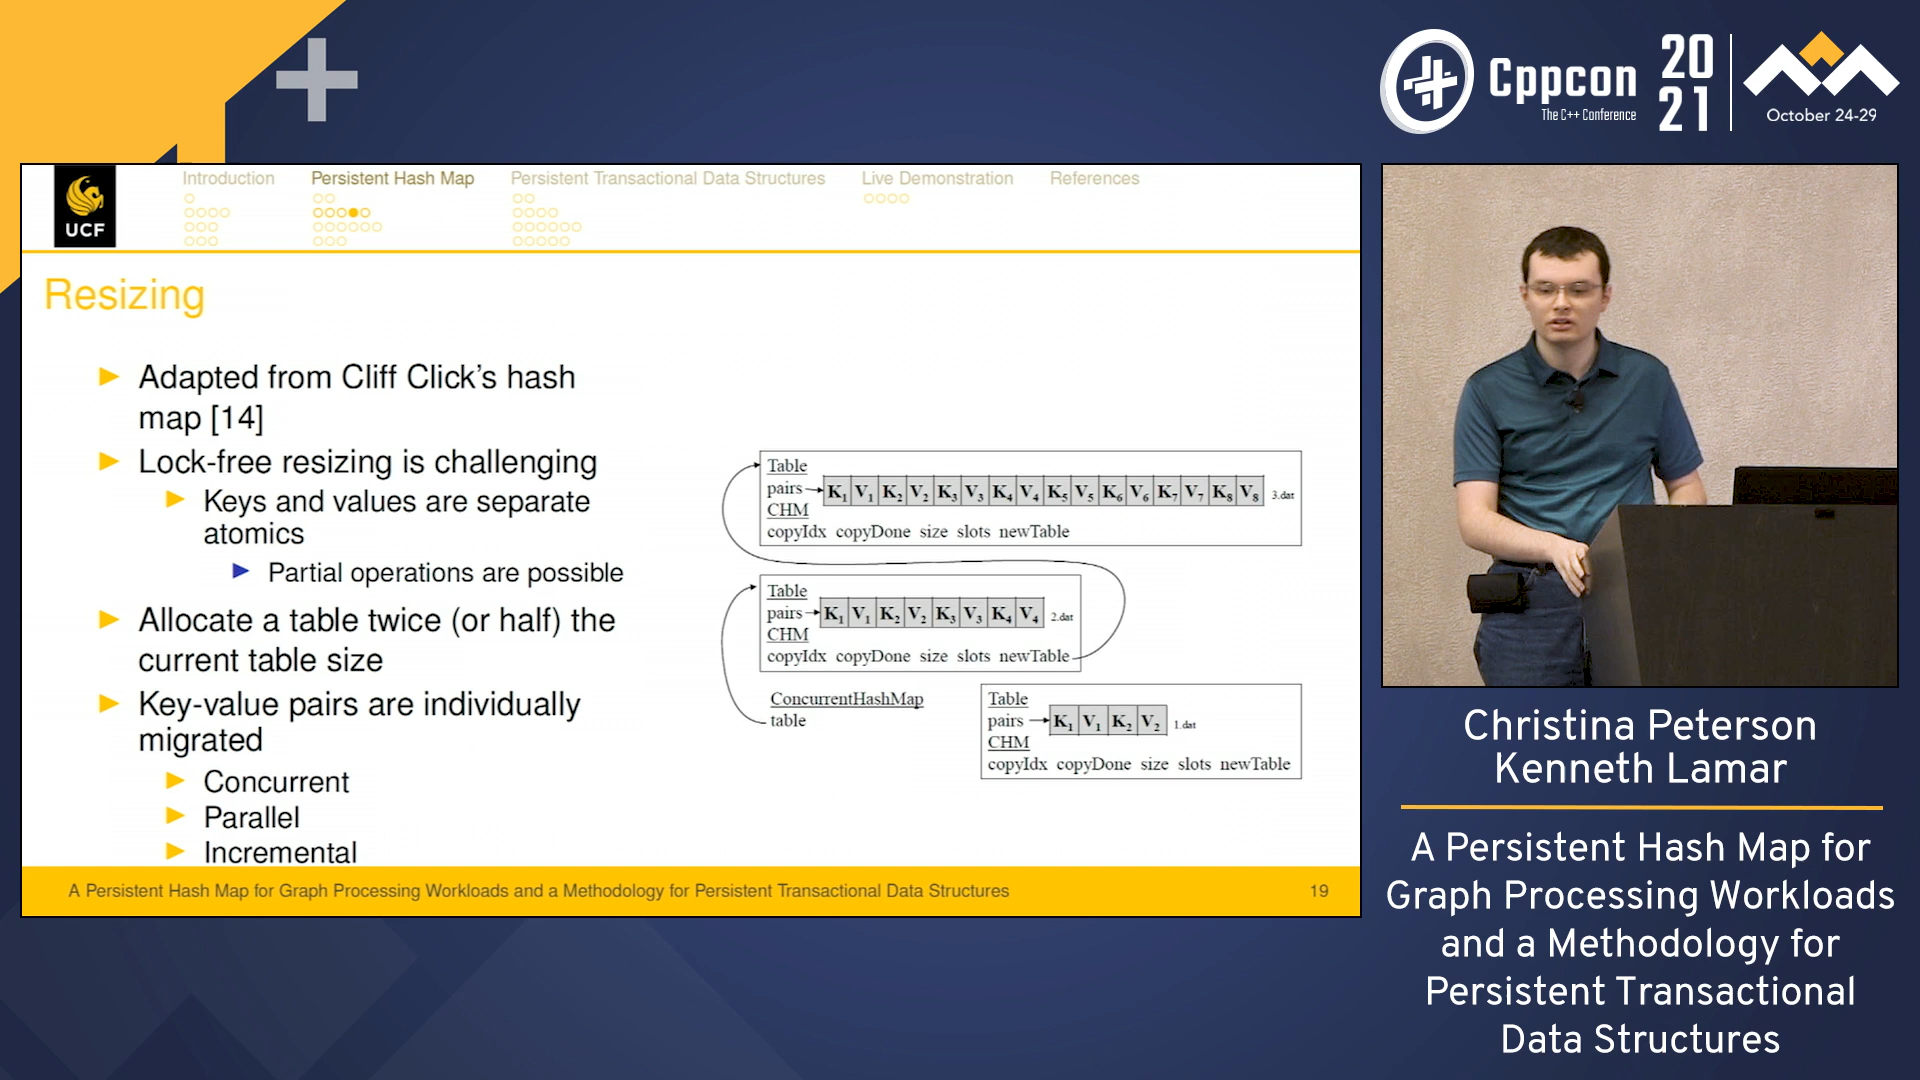 Cppcon
The C++ Conference
20
21
October 24-29
UCF
Introduction
Persistent Hash Map
Persistent Transactional Data Structures
Live Demonstration
References
Resizing
Adapted from Cliff Click's hash
map [14]
Lock-free resizing is challenging
Keys and values are separate
atomics
Partial operations are possible
Allocate a table twice (or half) the
current table size
Key-value pairs are individually
migrated
Concurrent
Parallel
Incremental
Table
pairs K1 V1 K2 V2 K3 V3 K4 V4 K5 V5 K6 V6 K7 V7 K8 V8 3.dat
CHM
copyIdx copyDone size slots newTable
Table
pairs K1 V1 K2 V2 K3 V3 K4 V4 2.dat
CHM
copyIdx copyDone size slots newTable
ConcurrentHashMap
table
Table
pairs K1 V1 K2 V2 1.dat
CHM
copyIdx copyDone size slots newTable
A Persistent Hash Map for Graph Processing Workloads and a Methodology for Persistent Transactional Data Structures 19
Christina Peterson
Kenneth Lamar
A Persistent Hash Map for
Graph Processing Workloads
and a Methodology for
Persistent Transactional
Data Structures